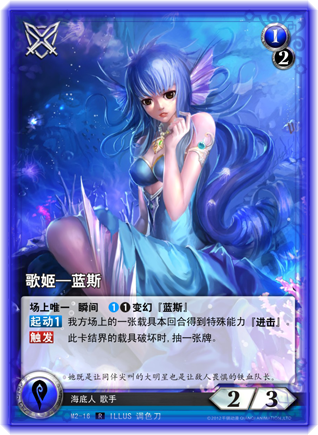 1
2
歌姬—蓝斯
场上唯一 瞬间 11变幻『蓝斯』
起动1 我方场上的一张载具本回合得到特殊能力『进击』
触发 此卡结界的载具破坏时,抽一张牌。
她既是让同伴尖叫的大明星也是让敌人畏惧的铁血队长。
海底人 歌手
2 / 3
M2-16 R ILLUS 调色刀